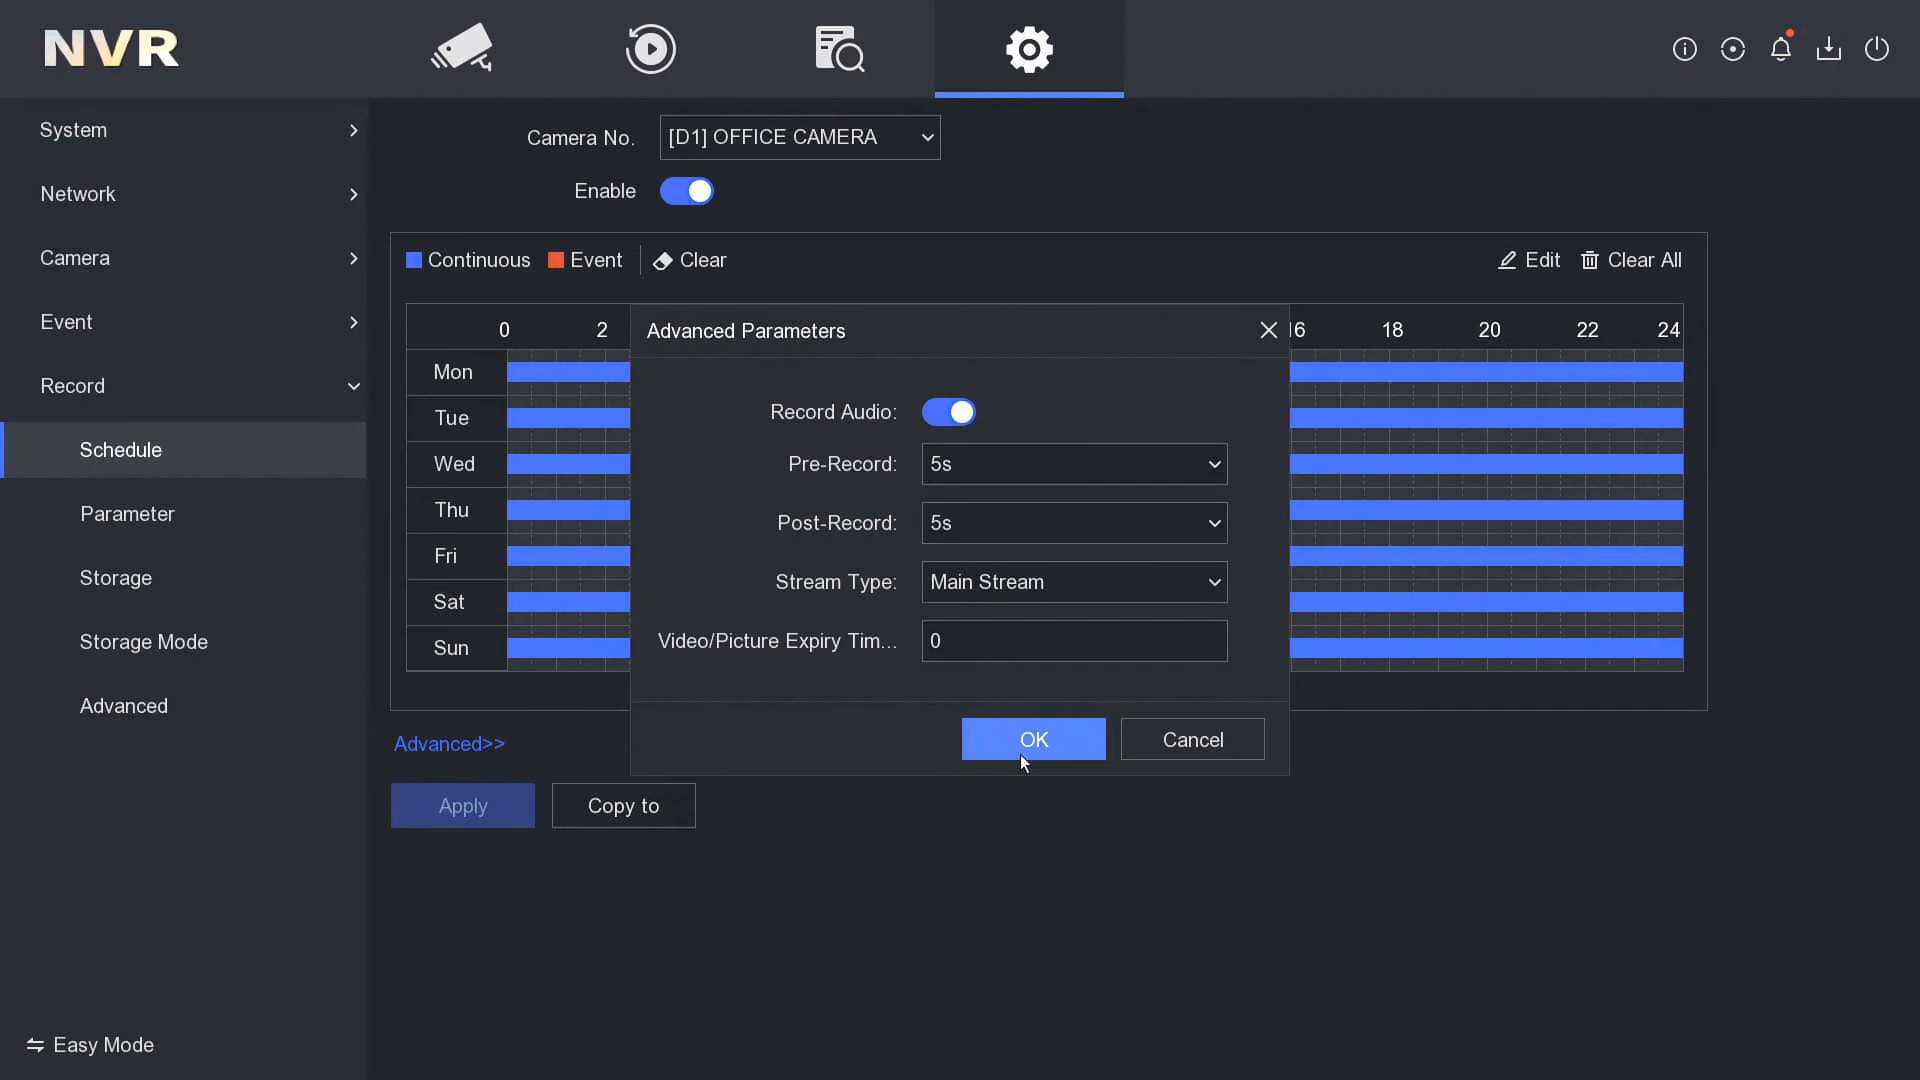 NVR
System
Network
Camera
Event
Record
Schedule
Parameter
Storage
Storage Mode
Advanced
Easy Mode
Camera No. [D1] OFFICE CAMERA
Enable
Continuous Event Clear Edit Clear All
0 2 16 18 20 22 24
Mon
Tue
Wed
Thu
Fri
Sat
Sun
Advanced Parameters
Record Audio:
Pre-Record: 5s
Post-Record: 5s
Stream Type: Main Stream
Video/Picture Expiry Tim... 0
OK Cancel
Advanced>>
Apply Copy to